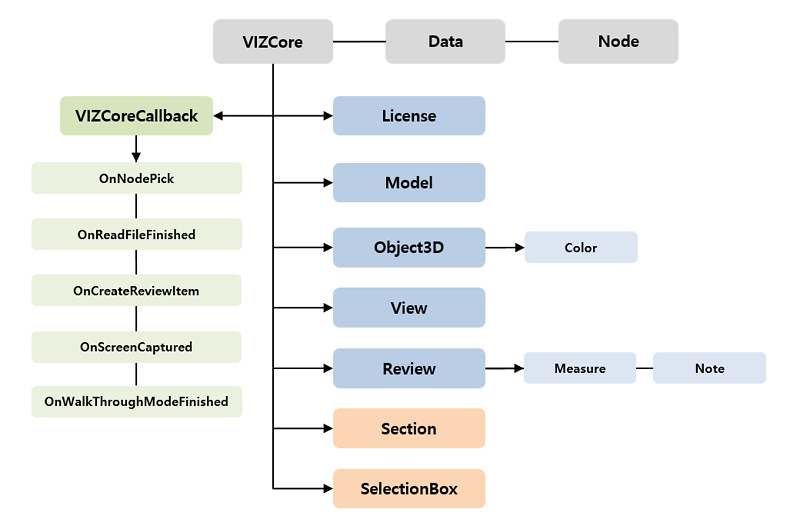 VIZCore
Data
Node
VIZCoreCallback
License
OnNodePick
Model
OnReadFileFinished
Object3D
Color
OnCreateReviewItem
View
OnScreenCaptured
Review
Measure
Note
OnWalkThroughModeFinished
Section
SelectionBox